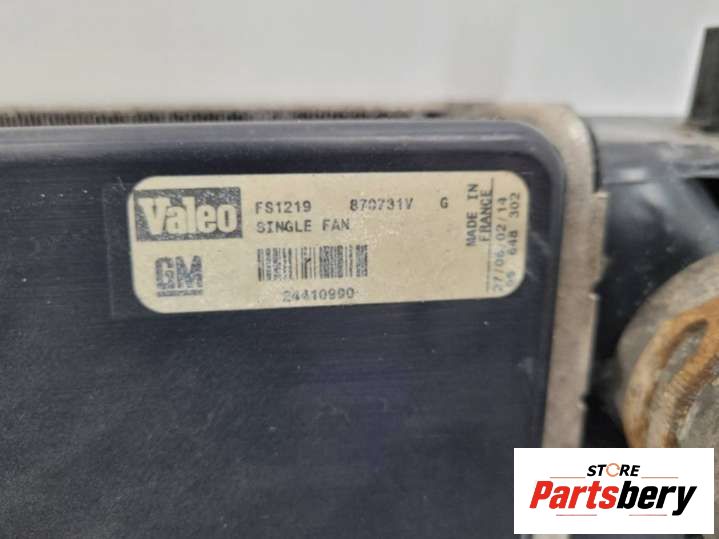 Valeo
FS1219 870731V G
SINGLE FAN
GM
24410990
MADE IN
FRANCE
27/06/02/14
648 302
STORE
Partsbery